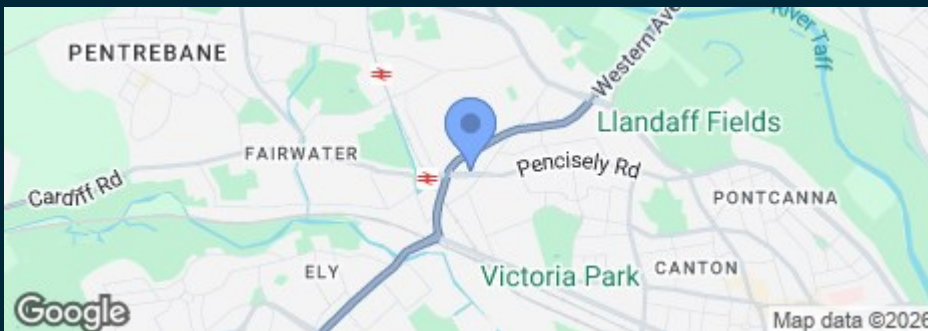 PENTREBANE
Western Ave
River Taff
Llandaff Fields
FAIRWATER
Pencisely Rd
Cardiff Rd
PONTCANNA
ELY
Victoria Park
CANTON
Google
Map data ©2026